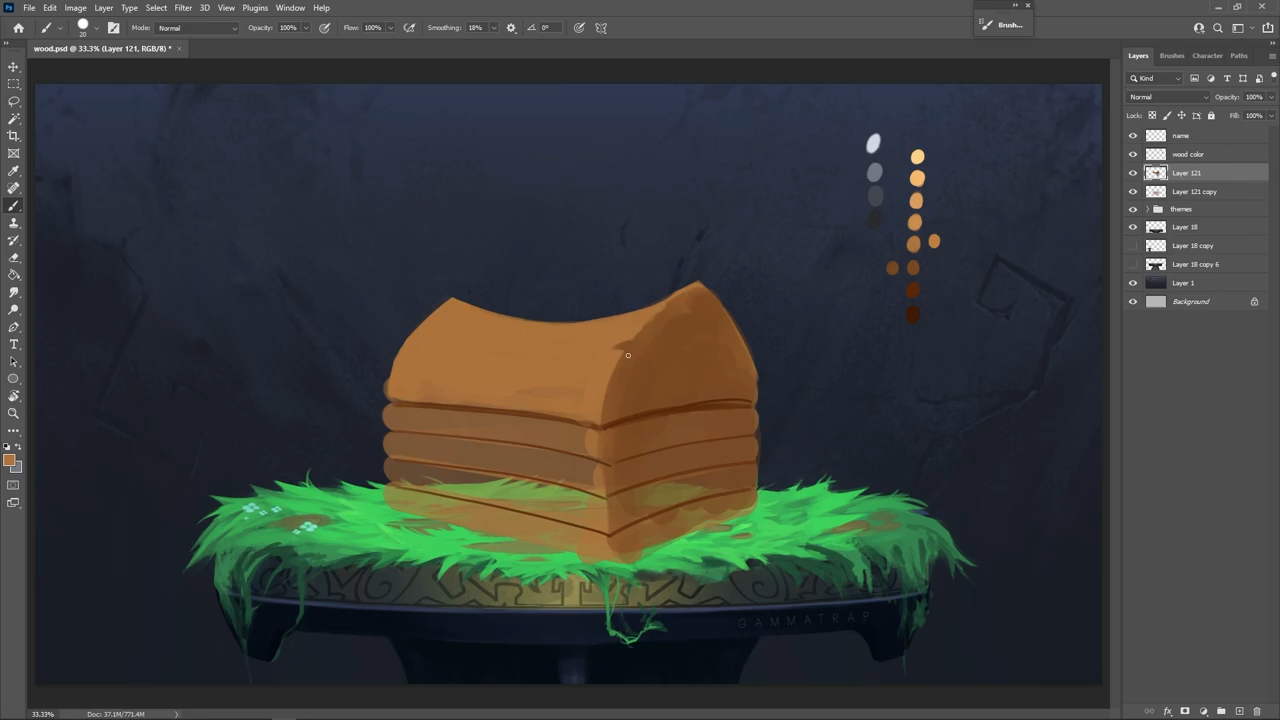 File Edit Image Layer Type Select Filter 3D View Plugins Window Help
20 Mode: Normal Opacity: 100% Flow: 100% Smoothing: 18% 0° Brush...
wood.psd @ 33.3% (Layer 121, RGB/8) * ×
Layers Brushes Character Paths
Kind
Normal Opacity: 100%
Lock: Fill: 100%
name
wood color
Layer 121
Layer 121 copy
themes
Layer 18
Layer 18 copy
Layer 18 copy 6
Layer 1
Background
GAMMATRAP
33.33% Doc: 37.1M/771.4M